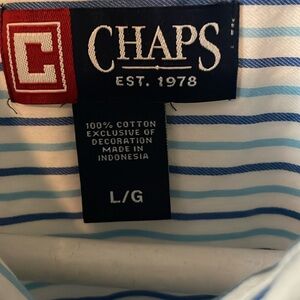 C CHAPS
EST. 1978
100% COTTON
EXCLUSIVE OF
DECORATION
MADE IN
INDONESIA
L/G